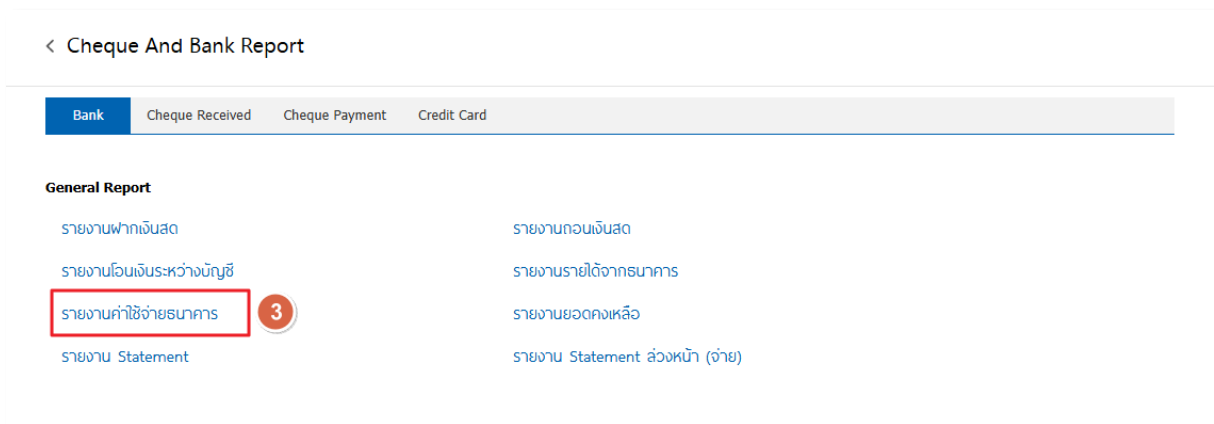 < Cheque And Bank Report
Bank Cheque Received Cheque Payment Credit Card
General Report
รายงานฝากเงินสด รายงานถอนเงินสด
รายงานโอนเงินระหว่างบัญชี รายงานรายได้จากธนาคาร
รายงานค่าใช้จ่ายธนาคาร 3 รายงานยอดคงเหลือ
รายงาน Statement รายงาน Statement ล่วงหน้า (จ่าย)